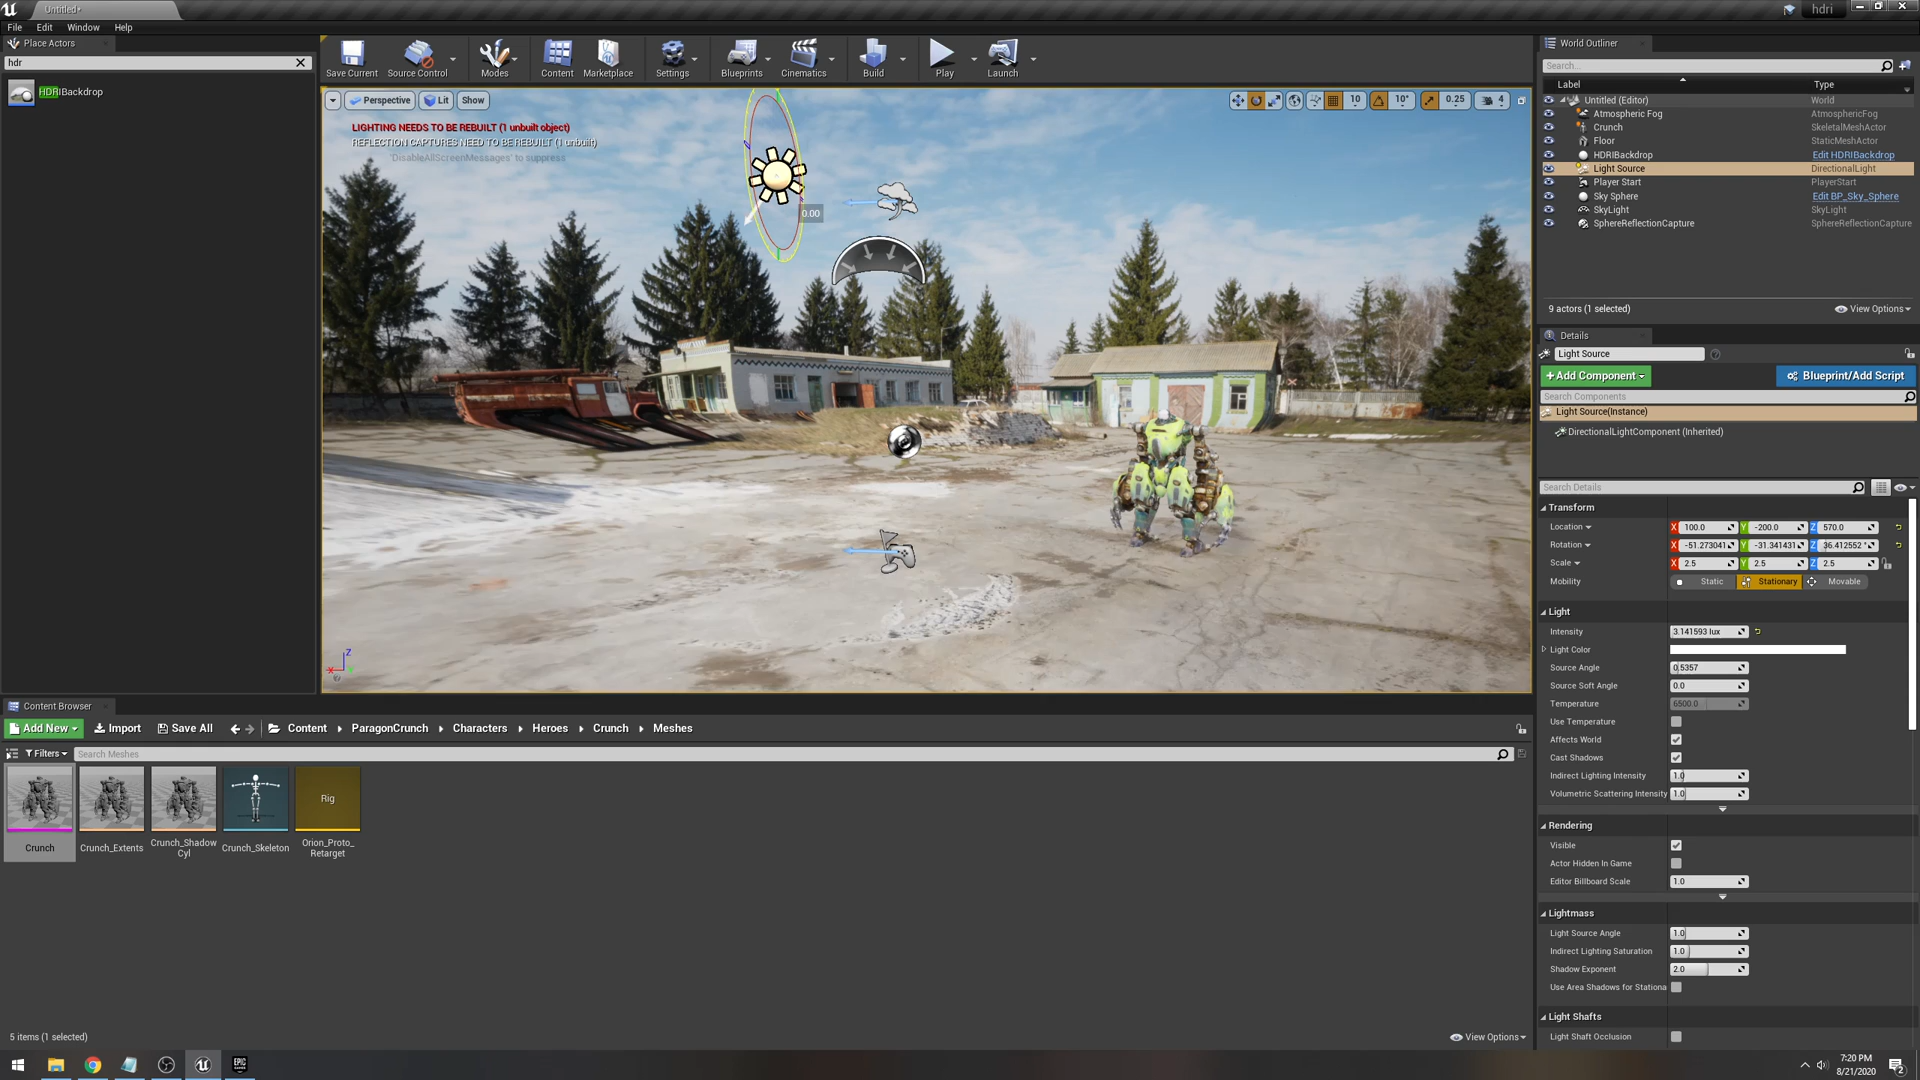 Untitled*
hdri
File Edit Window Help
Place Actors
hdr
HDRIBackdrop
Save Current
Source Control
Modes
Content
Marketplace
Settings
Blueprints
Cinematics
Build
Play
Launch
Perspective
Lit
Show
10
10°
0.25
4
LIGHTING NEEDS TO BE REBUILT (1 unbuilt object)
REFLECTION CAPTURES NEED TO BE REBUILT (1 unbuilt)
'DisableAllScreenMessages' to suppress
0.00
Z
X
World Outliner
Search...
Label Type
Untitled (Editor) World
Atmospheric Fog AtmosphericFog
Crunch SkeletalMeshActor
Floor StaticMeshActor
HDRIBackdrop Edit HDRIBackdrop
Light Source DirectionalLight
Player Start PlayerStart
Sky Sphere Edit BP_Sky_Sphere
SkyLight SkyLight
SphereReflectionCapture SphereReflectionCapture
9 actors (1 selected)
View Options
Details
Light Source
+Add Component
Blueprint/Add Script
Search Components
Light Source(Instance)
DirectionalLightComponent (Inherited)
Search Details
Transform
Location X 100.0 Y -200.0 Z 570.0
Rotation X -51.273041 Y -31.341431 Z 36.412552 °
Scale X 2.5 Y 2.5 Z 2.5
Mobility Static Stationary Movable
Light
Intensity 3.141593 lux
Light Color
Source Angle 0.5357
Source Soft Angle 0.0
Temperature 6500.0
Use Temperature
Affects World
Cast Shadows
Indirect Lighting Intensity 1.0
Volumetric Scattering Intensity 1.0
Rendering
Visible
Actor Hidden In Game
Editor Billboard Scale 1.0
Lightmass
Light Source Angle 1.0
Indirect Lighting Saturation 1.0
Shadow Exponent 2.0
Use Area Shadows for Stationa
Light Shafts
Light Shaft Occlusion
Content Browser
Add New
Import
Save All
Content
ParagonCrunch
Characters
Heroes
Crunch
Meshes
Filters
Search Meshes
Rig
Crunch
Crunch_Extents
Crunch_Shadow
Cyl
Crunch_Skeleton
Orion_Proto_
Retarget
5 items (1 selected)
View Options
EPIC
GAMES
7:20 PM
8/21/2020
2